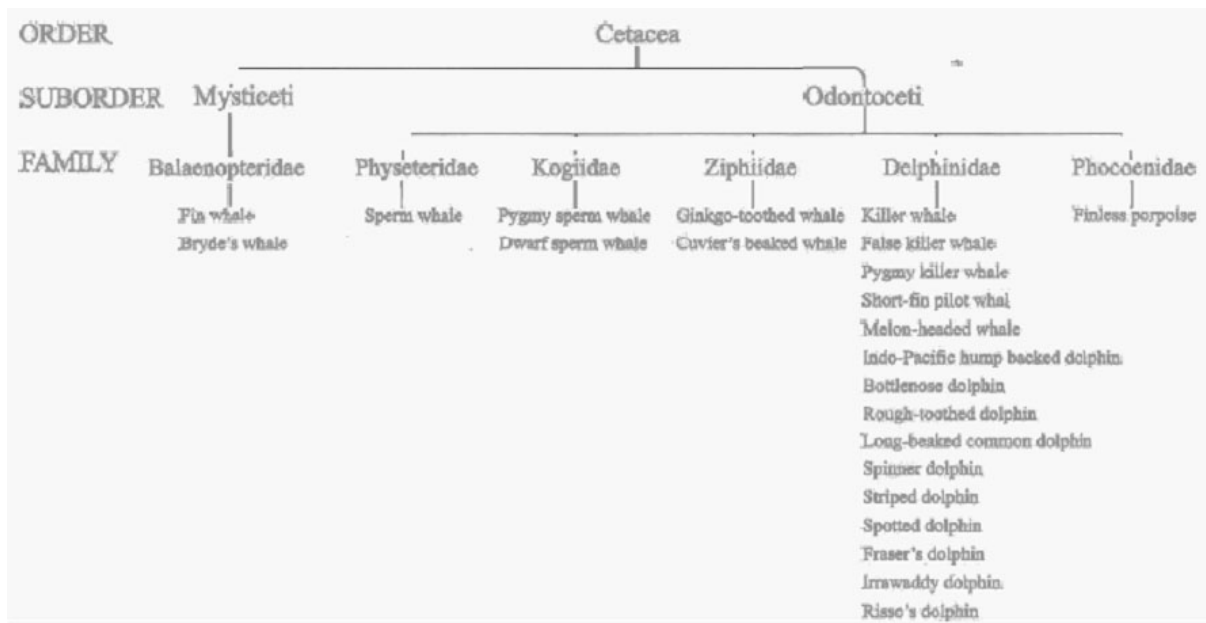 ORDER Cetacea
SUBORDER Mysticeti Odontoceti
FAMILY Balaenopteridae Physeteridae Kogiidae Ziphiidae Delphinidae Phocoenidae
Fin whale Sperm whale Pygmy sperm whale Ginkgo-toothed whale Killer whale Finless porpoise
Bryde's whale Dwarf sperm whale Cuvier's beaked whale False killer whale
Pygmy killer whale
Short-fin pilot whal
Melon-headed whale
Indo-Pacific hump backed dolphin
Bottlenose dolphin
Rough-toothed dolphin
Long-beaked common dolphin
Spinner dolphin
Striped dolphin
Spotted dolphin
Fraser's dolphin
Irrawaddy dolphin
Risso's dolphin